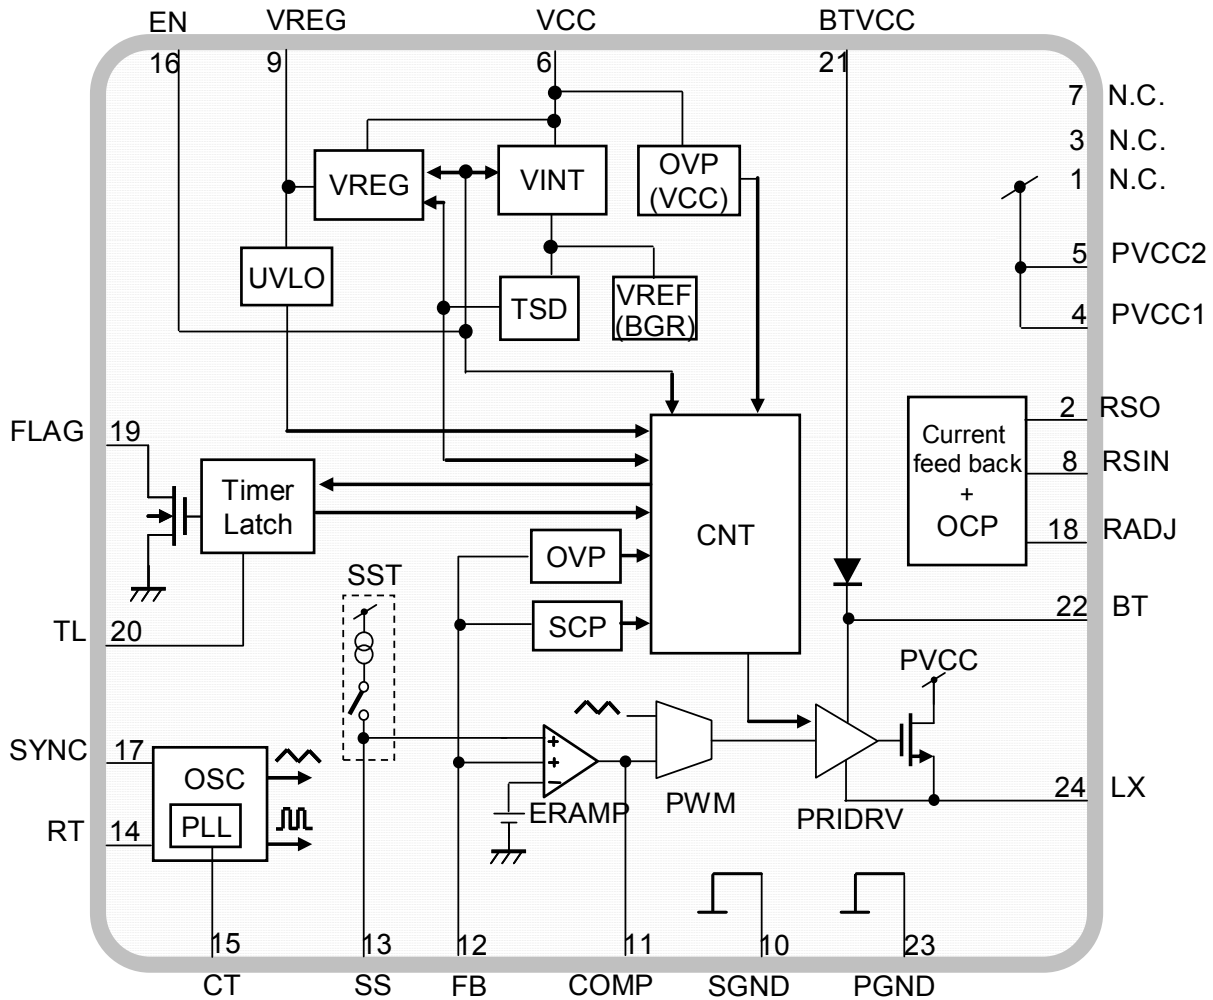 EN VREG VCC BTVCC
16 9 6 21
7 N.C.
3 N.C.
1 N.C.
VREG VINT OVP
(VCC)
5 PVCC2
UVLO TSD VREF
(BGR)
4 PVCC1
2 RSO
FLAG 19
Current
feed back
+
OCP
8 RSIN
18 RADJ
Timer
Latch
CNT
OVP
SST
SCP
22 BT
TL 20
PVCC
SYNC 17
OSC
24 LX
RT 14
PLL
ERAMP PWM PRIDRV
15 13 12 11 10 23
CT SS FB COMP SGND PGND